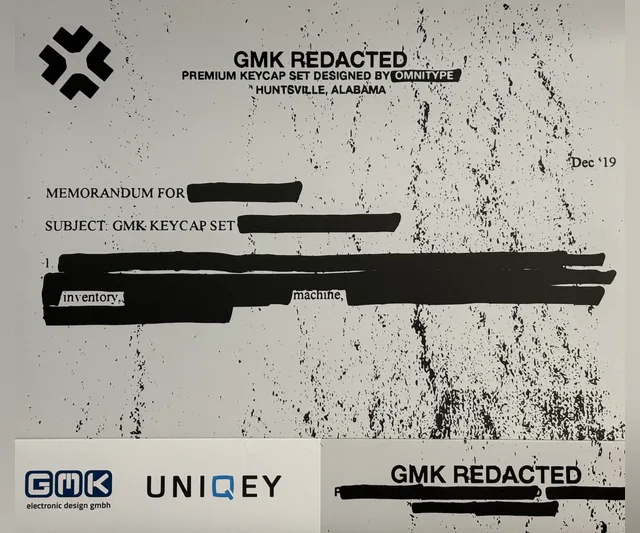 GMK REDACTED
PREMIUM KEYCAP SET DESIGNED BY OMNITYPE
HUNTSVILLE, ALABAMA
Dec '19
MEMORANDUM FOR
SUBJECT: GMK KEYCAP SET
1.
inventory,
machine,
GMK
electronic design gmbh
UNIQEY
GMK REDACTED